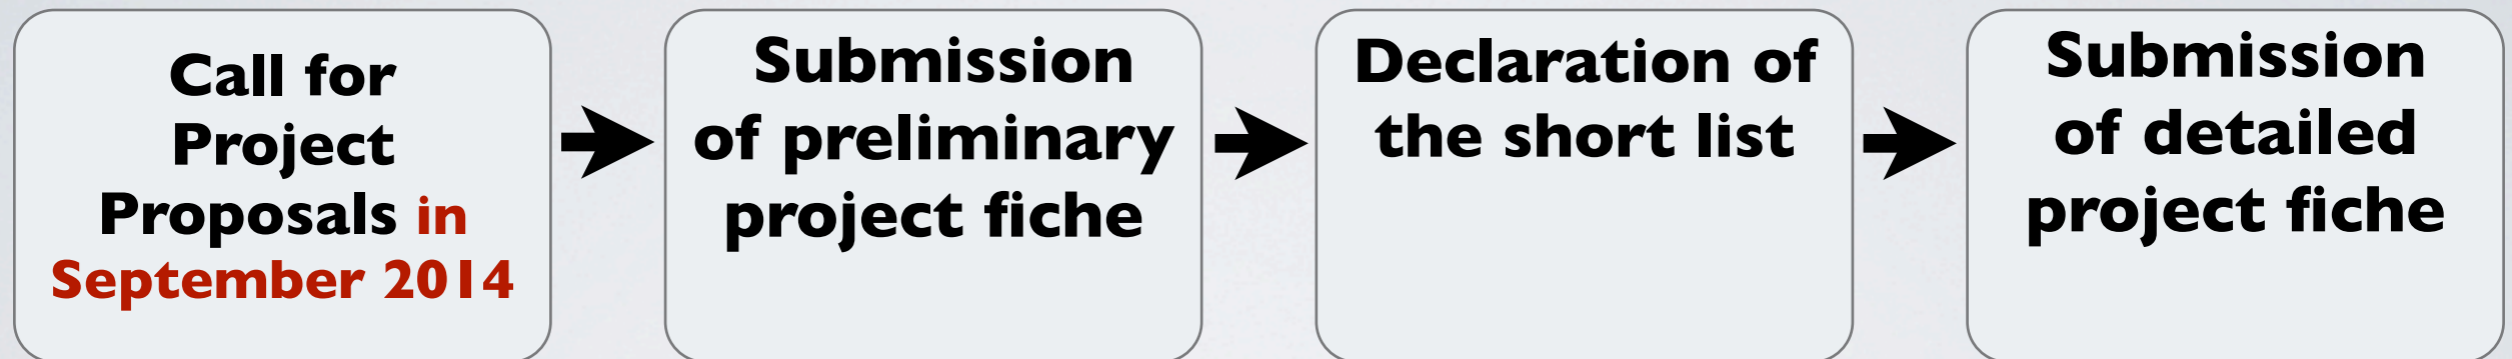 Call for
Project
Proposals in
September 2014
Submission
of preliminary
project fiche
Declaration of
the short list
Submission
of detailed
project fiche